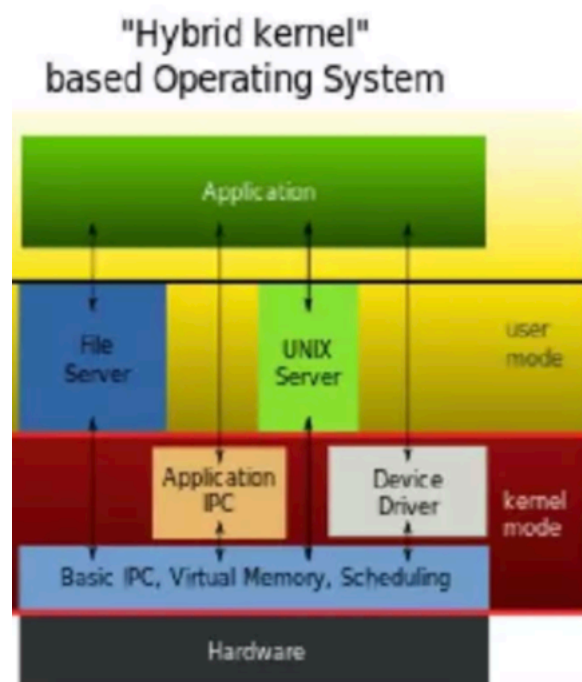 "Hybrid kernel"
based Operating System
Application
File
Server
UNIX
Server
user
mode
Application
IPC
Device
Driver
kernel
mode
Basic IPC, Virtual Memory, Scheduling
Hardware